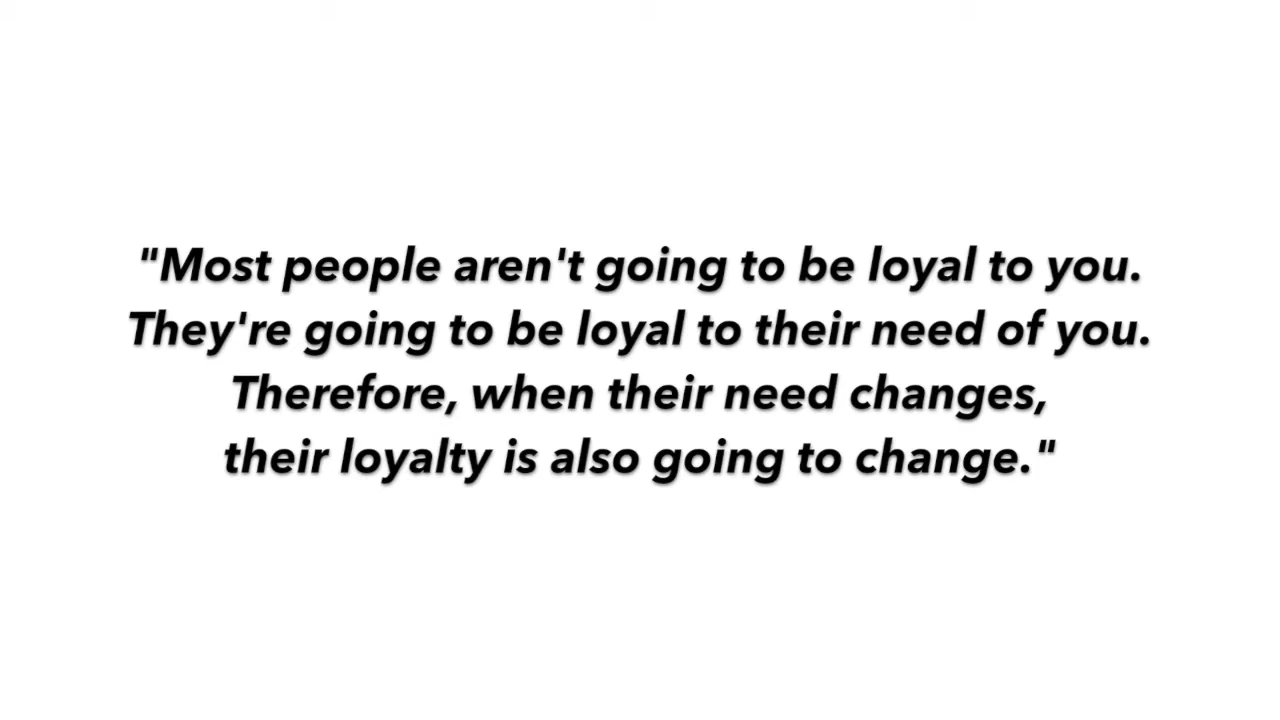 "Most people aren't going to be loyal to you.
They're going to be loyal to their need of you.
Therefore, when their need changes,
their loyalty is also going to change."